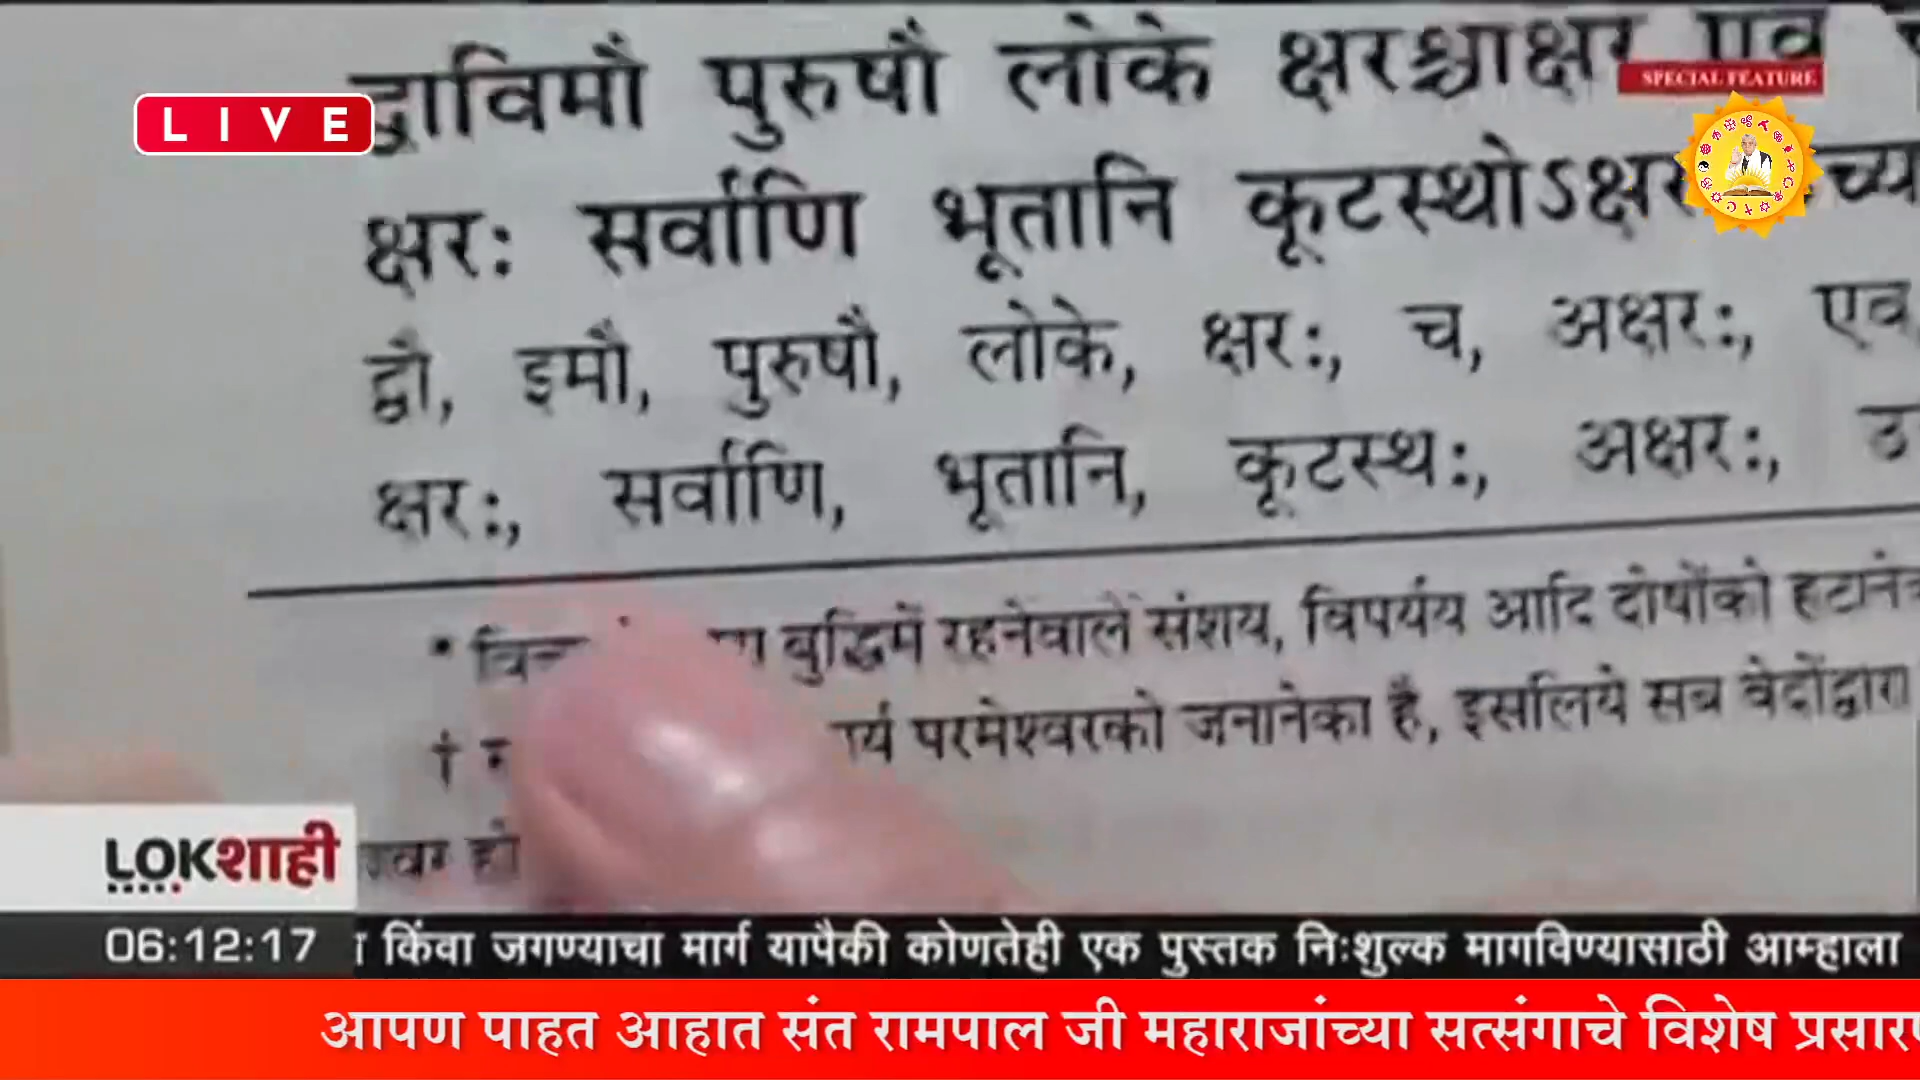 द्वाविमौ पुरुषौ लोके क्षरश्चाक्षर एव
SPECIAL FEATURE
LIVE
क्षरः सर्वाणि भूतानि कूटस्थोऽक्षर
द्वौ, इमौ, पुरुषौ, लोके, क्षरः, च, अक्षरः, एव
क्षरः, सर्वाणि, भूतानि, कूटस्थः, अक्षरः,
* बुद्धिमें रहनेवाले संशय, विपर्यय आदि दोषोंको
† परमेश्वरको जनानेका है, इसलिये सब वेदोंद्वारा
LOKशाही
06:12:17 किंवा जगण्याचा मार्ग यापैकी कोणतेही एक पुस्तक निःशुल्क मागविण्यासाठी आम्हाला
आपण पाहत आहात संत रामपाल जी महाराजांच्या सत्संगाचे विशेष